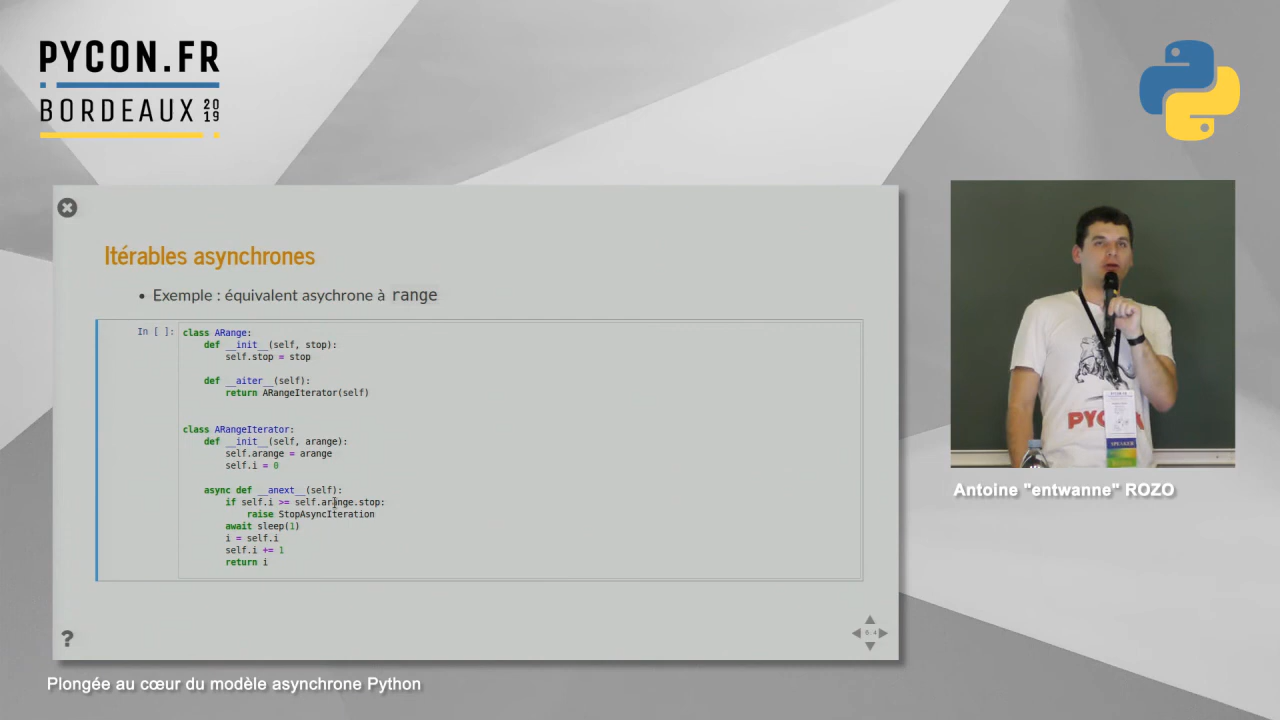 PYCON.FR
BORDEAUX 2019
Itérables asynchrones
• Exemple : équivalent asychrone à range
In [ ]:
class ARange:
    def __init__(self, stop):
        self.stop = stop
    def __aiter__(self):
        return ARangeIterator(self)
class ARangeIterator:
    def __init__(self, arange):
        self.arange = arange
        self.i = 0
    async def __anext__(self):
        if self.i >= self.arange.stop:
            raise StopAsyncIteration
        await sleep(1)
        i = self.i
        self.i += 1
        return i
?
6.4
PYCON
SPEAKER
Antoine "entwanne" ROZO
Plongée au cœur du modèle asynchrone Python